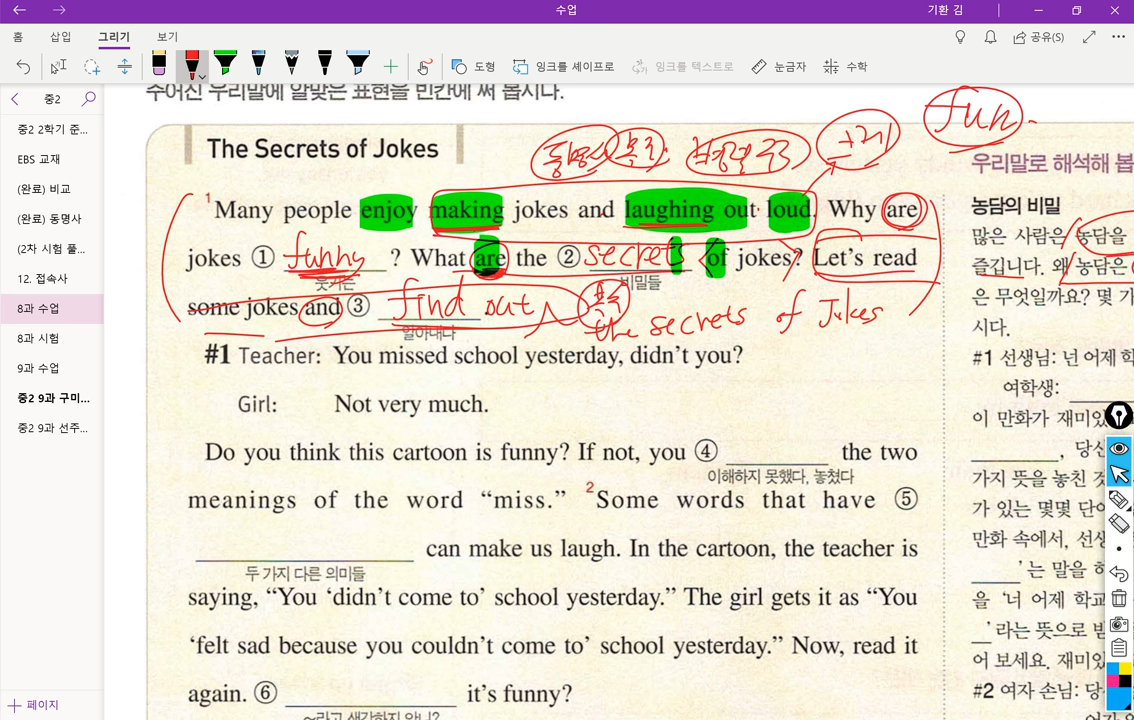 수업
기환 김
홈 삽입 그리기 보기
공유(S)
도형 잉크를 셰이프로 잉크를 텍스트로 눈금자 수학
중2
중2 2학기 준...
EBS 교재
(완료) 비교
(완료) 동명사
(2차 시험 풀...
12. 접속사
8과 수업
8과 시험
9과 수업
중2 9과 구미...
중2 9과 선주...
페이지
주어진 우리말에 알맞은 표현을 빈칸에 써 봅시다.
fun.
The Secrets of Jokes
동명사 목적
과제
1 Many people enjoy making jokes and laughing out loud. Why are
jokes ① funny ? What are the ② secrets of jokes? Let's read
웃기는 비밀들
some jokes and ③ find out.
알아내다
the secrets of Jokes
#1 Teacher: You missed school yesterday, didn't you?
Girl: Not very much.
Do you think this cartoon is funny? If not, you ④ the two
이해하지 못했다, 놓쳤다
meanings of the word “miss.” 2 Some words that have ⑤
can make us laugh. In the cartoon, the teacher is
두 가지 다른 의미들
saying, “You ‘didn't come to’ school yesterday.” The girl gets it as “You
‘felt sad because you couldn't come to’ school yesterday.” Now, read it
again. ⑥ it's funny?
~라고 생각하지 않니?
우리말로 해석해 봅
농담의 비밀
많은 사람은 농담을
즐깁니다. 왜 농담은
은 무엇일까요? 몇 가
시다.
#1 선생님: 넌 어제 학
여학생:
이 만화가 재미있
, 당신
가지 뜻을 놓친 것
가 있는 몇몇 단어
만화 속에서, 선생
’는 말을 하
을 ‘너 어제 학교
’라는 뜻으로 받
어 보세요. 재미있
#2 여자 손님: 당